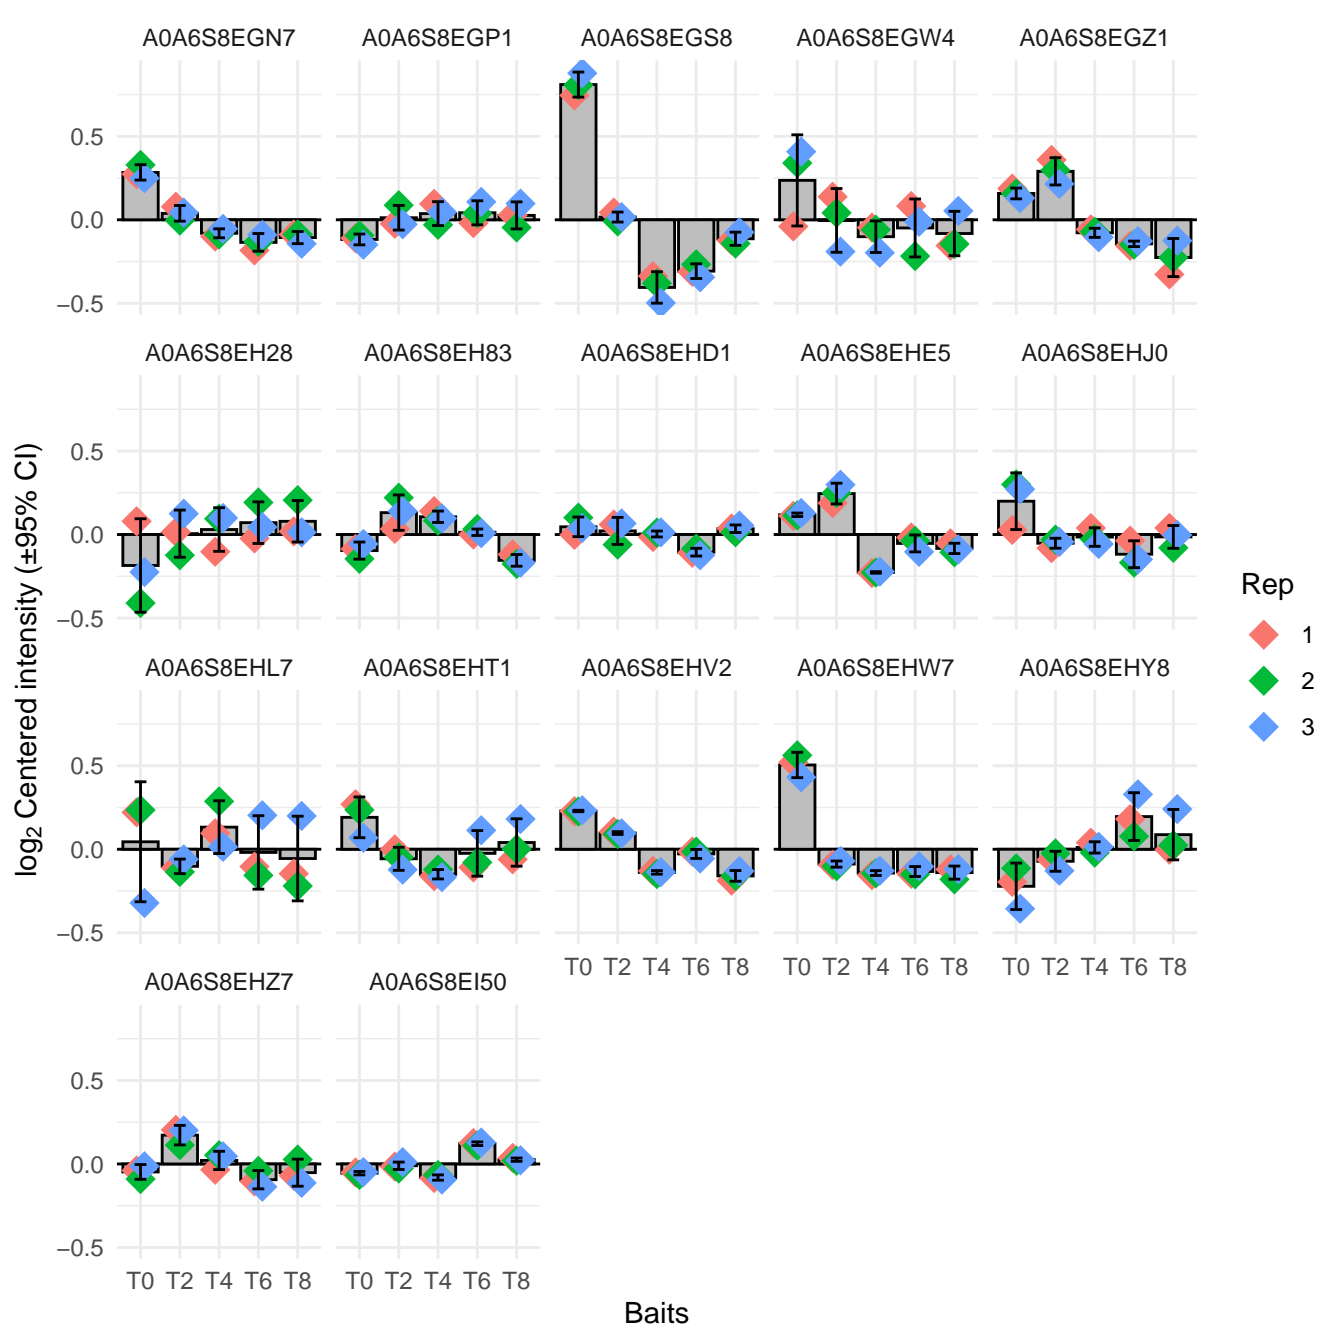 A0A6S8EGN7 A0A6S8EGP1 A0A6S8EGS8 A0A6S8EGW4 A0A6S8EGZ1
0.5
0.0
−0.5
A0A6S8EH28 A0A6S8EH83 A0A6S8EHD1 A0A6S8EHE5 A0A6S8EHJ0
0.5
0.0
−0.5
A0A6S8EHL7 A0A6S8EHT1 A0A6S8EHV2 A0A6S8EHW7 A0A6S8EHY8
0.5
0.0
−0.5
T0 T2 T4 T6 T8 T0 T2 T4 T6 T8 T0 T2 T4 T6 T8
A0A6S8EHZ7 A0A6S8EI50
0.5
0.0
−0.5
T0 T2 T4 T6 T8 T0 T2 T4 T6 T8
Baits
log₂ Centered intensity (±95% CI)
Rep
1
2
3